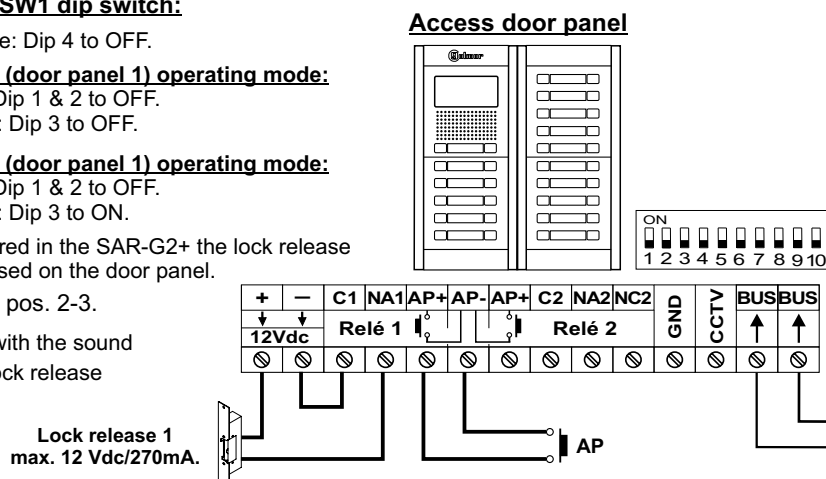 SW1 dip switch:
e: Dip 4 to OFF.
(door panel 1) operating mode:
Dip 1 & 2 to OFF.
: Dip 3 to OFF.
(door panel 1) operating mode:
Dip 1 & 2 to OFF.
: Dip 3 to ON.
red in the SAR-G2+ the lock release
sed on the door panel.
pos. 2-3.
with the sound
ock release
Access door panel
Golmar
ON
1 2 3 4 5 6 7 8 9 10
+ — C1 NA1 AP+ AP- AP+ C2 NA2 NC2 GND CCTV BUS BUS
12Vdc Relé 1 Relé 2
Lock release 1
max. 12 Vdc/270mA.
AP